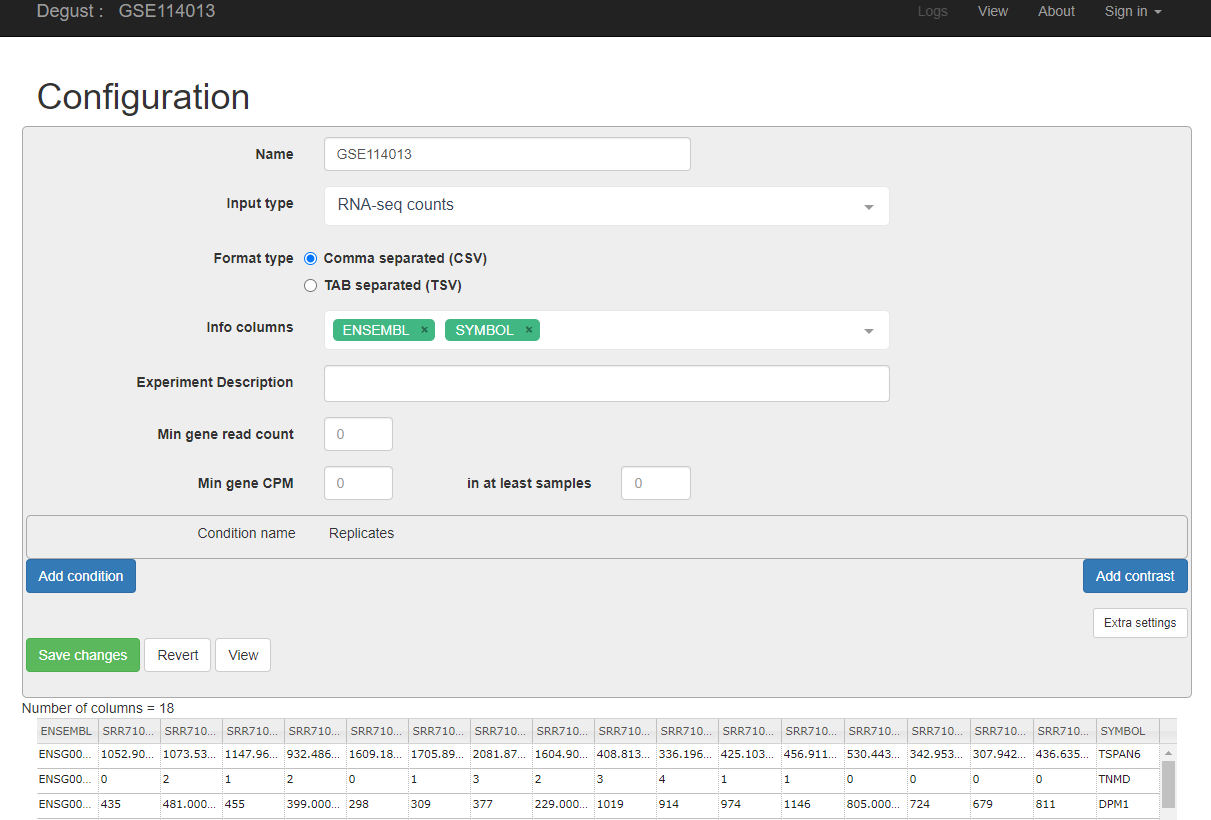 Degust : GSE114013 Logs View About Sign in
Configuration
Name GSE114013
Input type RNA-seq counts
Format type Comma separated (CSV)
TAB separated (TSV)
Info columns ENSEMBL × SYMBOL ×
Experiment Description
Min gene read count 0
Min gene CPM 0 in at least samples 0
Condition name Replicates
Add condition Add contrast
Extra settings
Save changes Revert View
Number of columns = 18
ENSEMBL SRR710... SRR710... SRR710... SRR710... SRR710... SRR710... SRR710... SRR710... SRR710... SRR710... SRR710... SRR710... SRR710... SRR710... SRR710... SRR710... SYMBOL
ENSG00... 1052.90... 1073.53... 1147.96... 932.486... 1609.18... 1705.89... 2081.87... 1604.90... 408.813... 336.196... 425.103... 456.911... 530.443... 342.953... 307.942... 436.635... TSPAN6
ENSG00... 0 2 1 2 0 1 3 2 3 4 1 1 0 0 0 0 TNMD
ENSG00... 435 481.000... 455 399.000... 298 309 377 229.000... 1019 914 974 1146 805.000... 724 679 811 DPM1